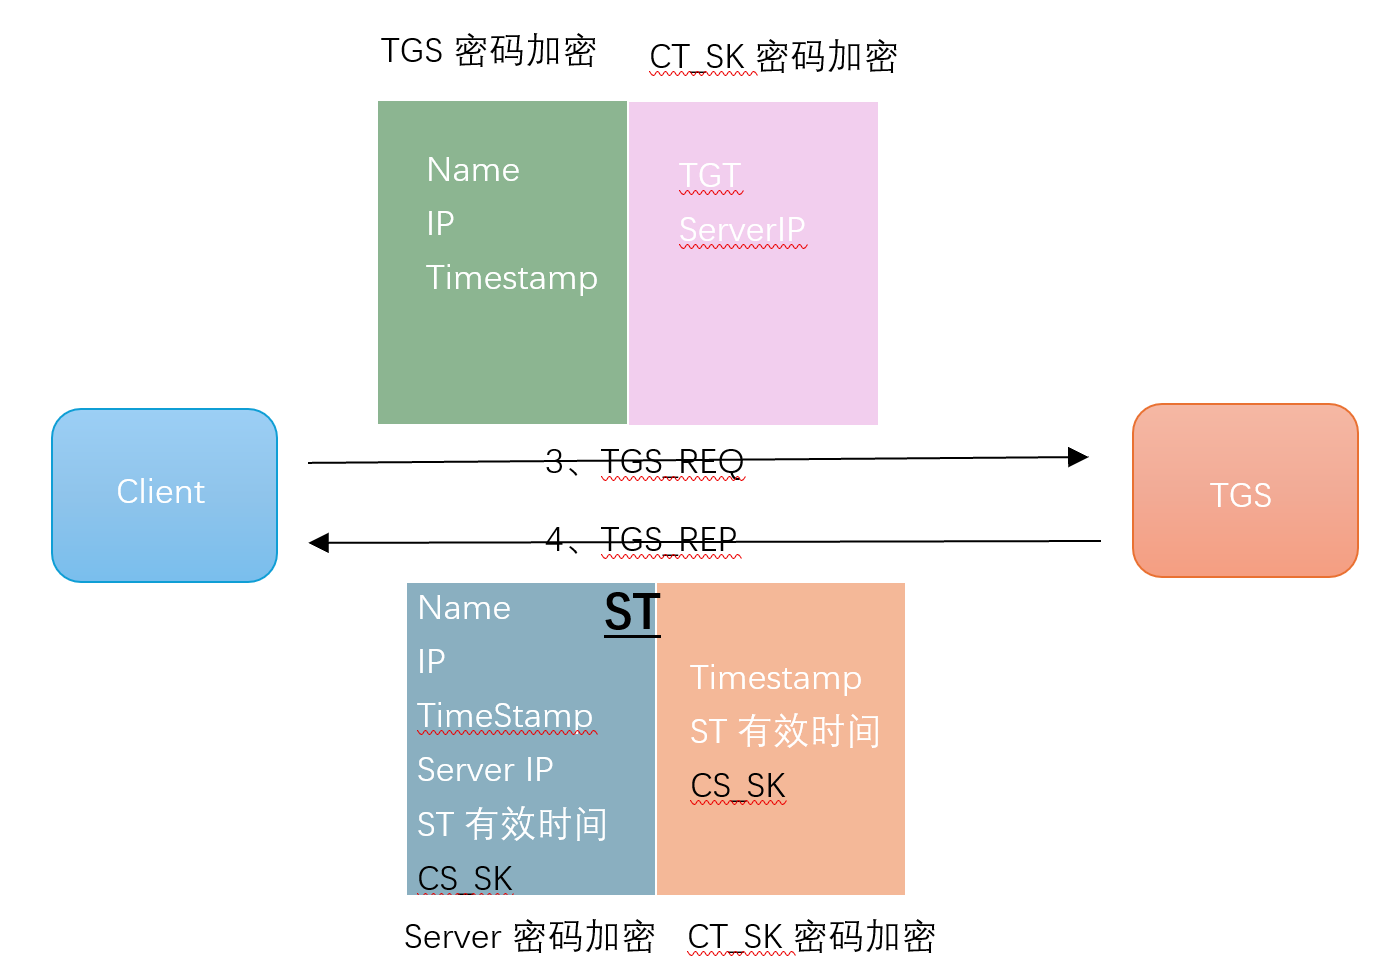 TGS 密码加密
CT_SK 密码加密
Name
IP
Timestamp
TGT
ServerIP
Client
3、TGS_REQ
TGS
4、TGS_REP
ST
Name
IP
TimeStamp
Server IP
ST 有效时间
CS_SK
Timestamp
ST 有效时间
CS_SK
Server 密码加密
CT_SK 密码加密